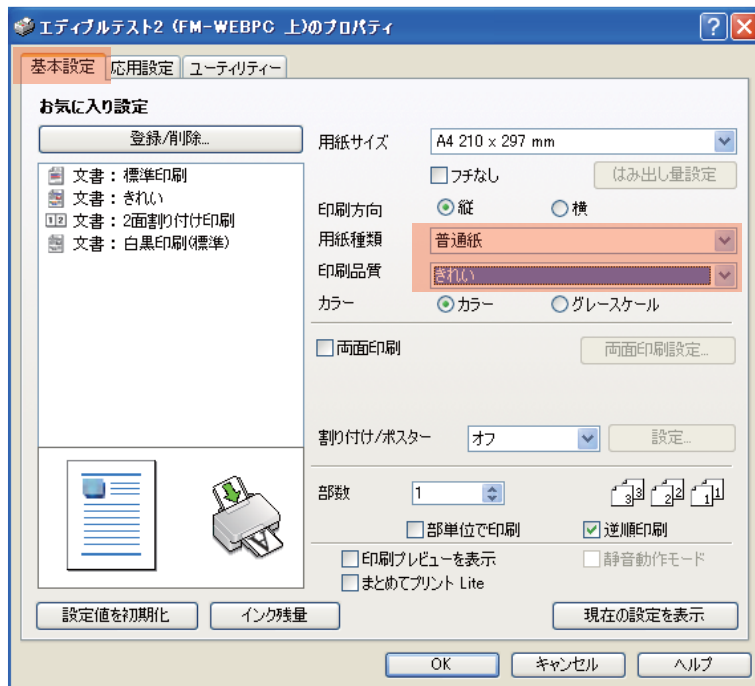 エディブルテスト2 (FM-WEBPC 上)のプロパティ
基本設定 応用設定 ユーティリティー
お気に入り設定
登録/削除...
文書：標準印刷
文書：きれい
12 文書：2面割り付け印刷
文書：白黒印刷(標準)
用紙サイズ A4 210 x 297 mm
フチなし はみ出し量設定
印刷方向 縦 横
用紙種類 普通紙
印刷品質 きれい
カラー カラー グレースケール
両面印刷 両面印刷設定...
割り付け/ポスター オフ 設定...
部数 1 3 3 2 2 1 1
部単位で印刷 逆順印刷
印刷プレビューを表示 静音動作モード
まとめてプリント Lite
設定値を初期化 インク残量 現在の設定を表示
OK キャンセル ヘルプ